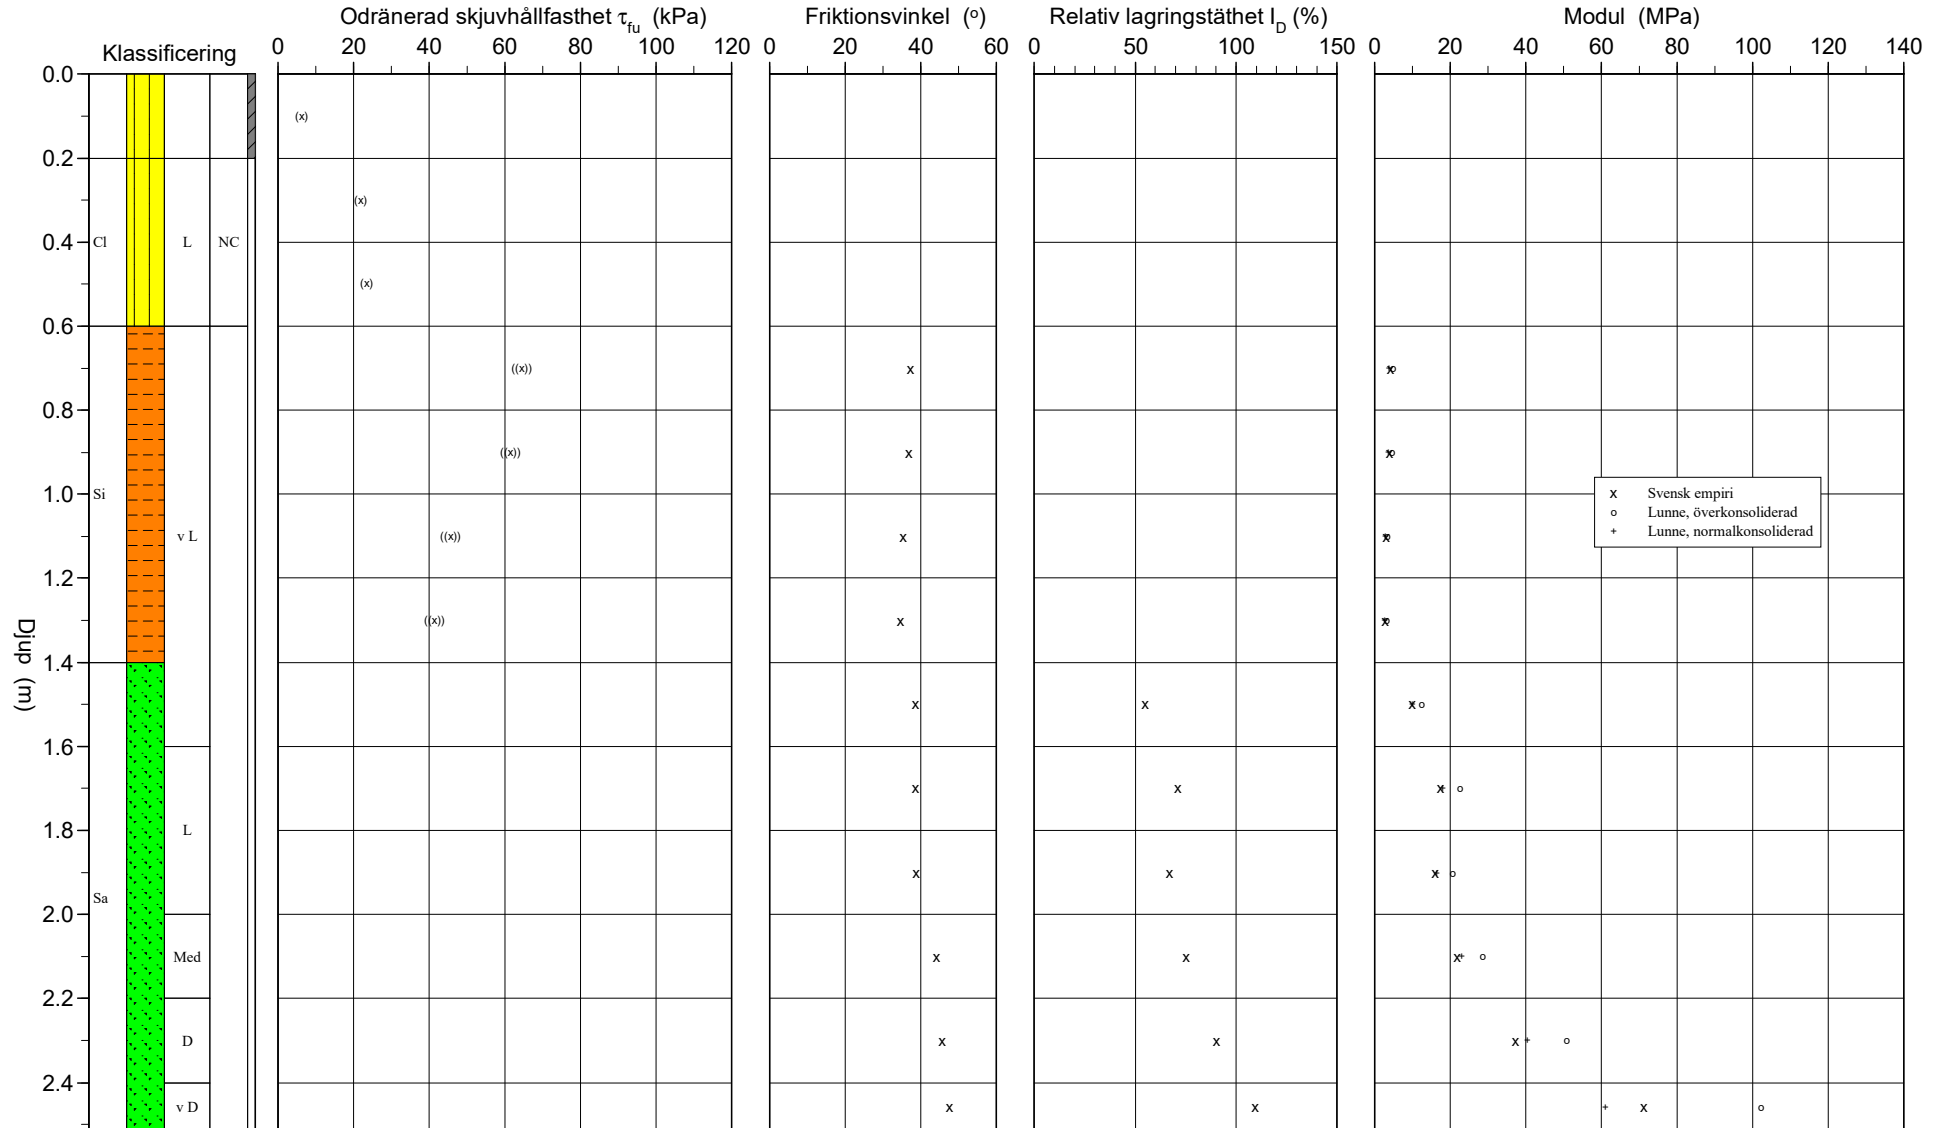 Odränerad skjuvhållfasthet τfu (kPa) Friktionsvinkel (o) Relativ lagringstäthet ID (%) Modul (MPa)
Klassificering 0 20 40 60 80 100 120 0 20 40 60 0 50 100 150 0 20 40 60 80 100 120 140
0.0
(x)
0.2
(x)
0.4 Cl L NC
(x)
0.6
((x)) x x o
0.8
((x)) x x o
1.0 Si
x Svensk empiri
o Lunne, överkonsoliderad
+ Lunne, normalkonsoliderad
v L ((x)) x x
1.2
((x)) x x
1.4
Djup (m)
x x x o
1.6
x x x + o
1.8 L
x x x + o
Sa
2.0
Med x x x + o
2.2
D x x x + o
2.4
v D x x + x o